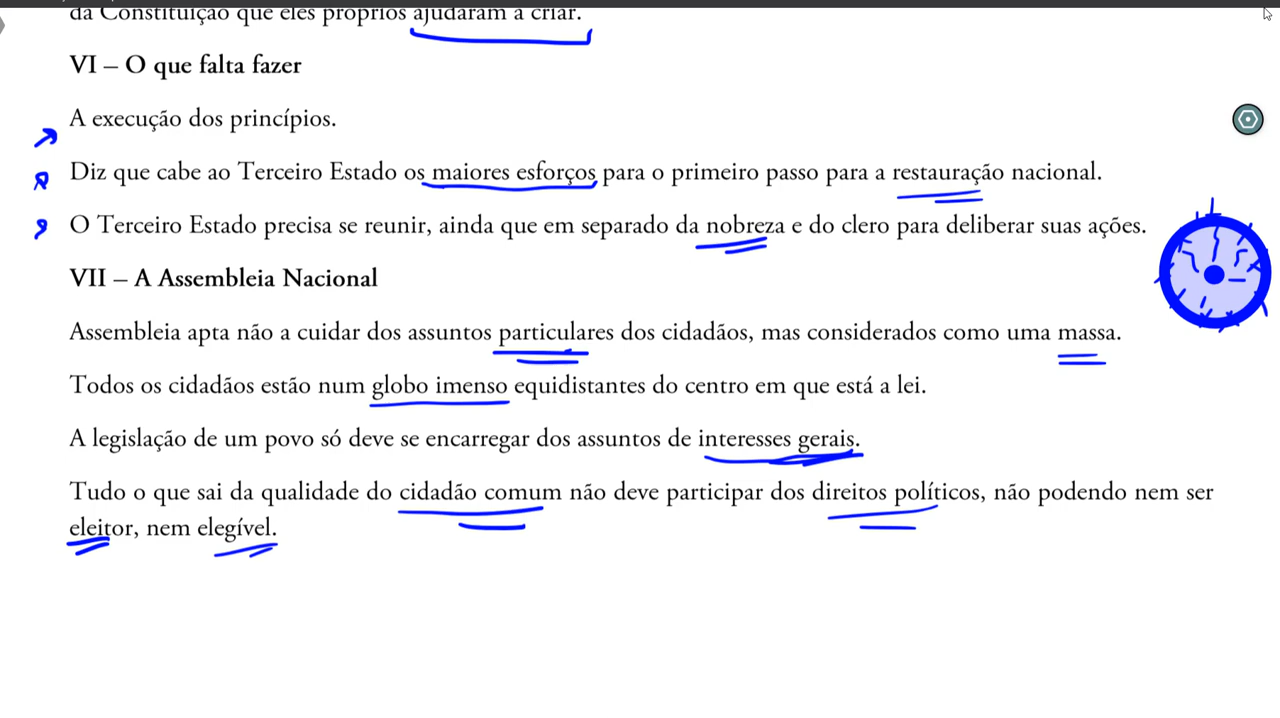 da Constituição que eles próprios ajudaram a criar.
VI – O que falta fazer
A execução dos princípios.
Diz que cabe ao Terceiro Estado os maiores esforços para o primeiro passo para a restauração nacional.
O Terceiro Estado precisa se reunir, ainda que em separado da nobreza e do clero para deliberar suas ações.
VII – A Assembleia Nacional
Assembleia apta não a cuidar dos assuntos particulares dos cidadãos, mas considerados como uma massa.
Todos os cidadãos estão num globo imenso equidistantes do centro em que está a lei.
A legislação de um povo só deve se encarregar dos assuntos de interesses gerais.
Tudo o que sai da qualidade do cidadão comum não deve participar dos direitos políticos, não podendo nem ser
eleitor, nem elegível.